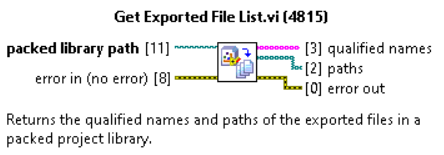 Get Exported File List.vi (4815)
packed library path [11]
[3] qualified names
[2] paths
error in (no error) [8]
[0] error out
Returns the qualified names and paths of the exported files in a
packed project library.